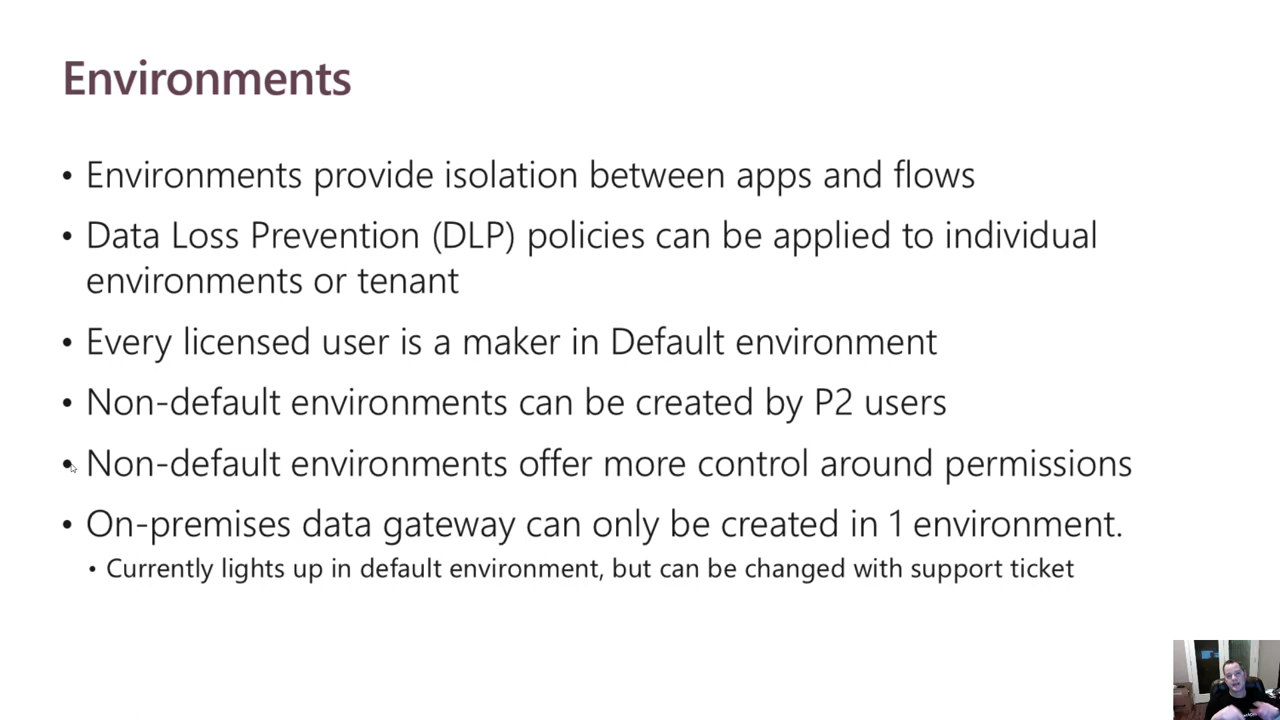 Environments
• Environments provide isolation between apps and flows
• Data Loss Prevention (DLP) policies can be applied to individual
environments or tenant
• Every licensed user is a maker in Default environment
• Non-default environments can be created by P2 users
• Non-default environments offer more control around permissions
• On-premises data gateway can only be created in 1 environment.
• Currently lights up in default environment, but can be changed with support ticket